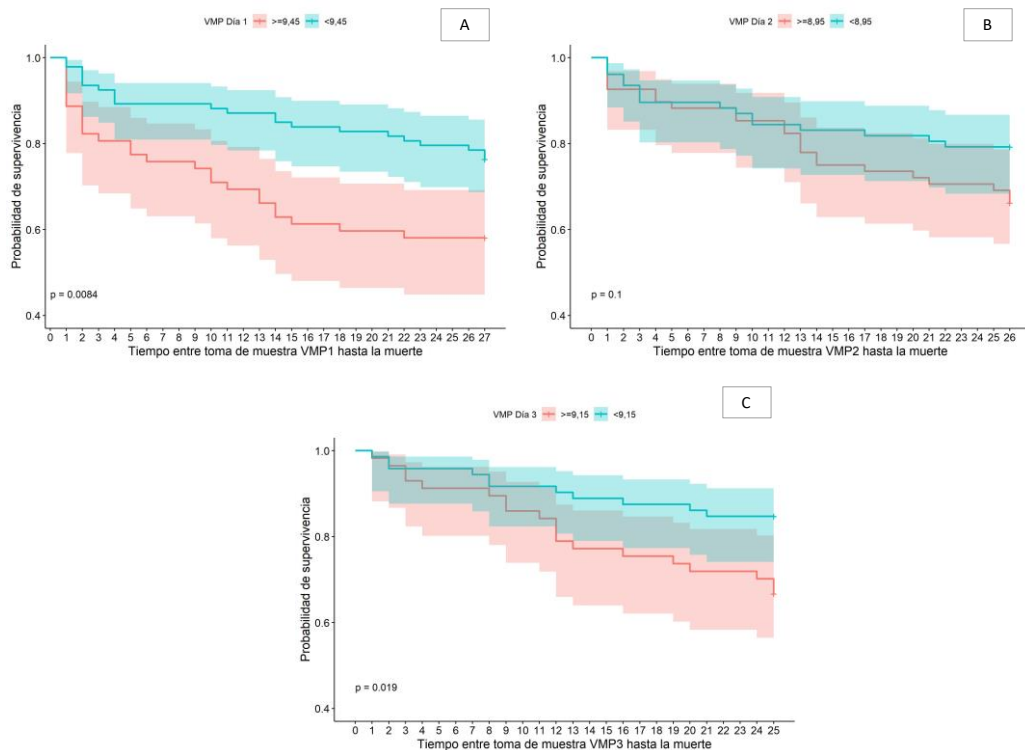 VMP Día 1 >=9,45 <9,45
A
Probabilidad de supervivencia
1.0
0.8
0.6
0.4
p = 0.0084
0 1 2 3 4 5 6 7 8 9 10 11 12 13 14 15 16 17 18 19 20 21 22 23 24 25 26 27
Tiempo entre toma de muestra VMP1 hasta la muerte
VMP Día 2 >=8,95 <8,95
B
Probabilidad de supervivencia
1.0
0.8
0.6
0.4
p = 0.1
0 1 2 3 4 5 6 7 8 9 10 11 12 13 14 15 16 17 18 19 20 21 22 23 24 25 26
Tiempo entre toma de muestra VMP2 hasta la muerte
VMP Día 3 >=9,15 <9,15
C
Probabilidad de supervivencia
1.0
0.8
0.6
0.4
p = 0.019
0 1 2 3 4 5 6 7 8 9 10 11 12 13 14 15 16 17 18 19 20 21 22 23 24 25
Tiempo entre toma de muestra VMP3 hasta la muerte